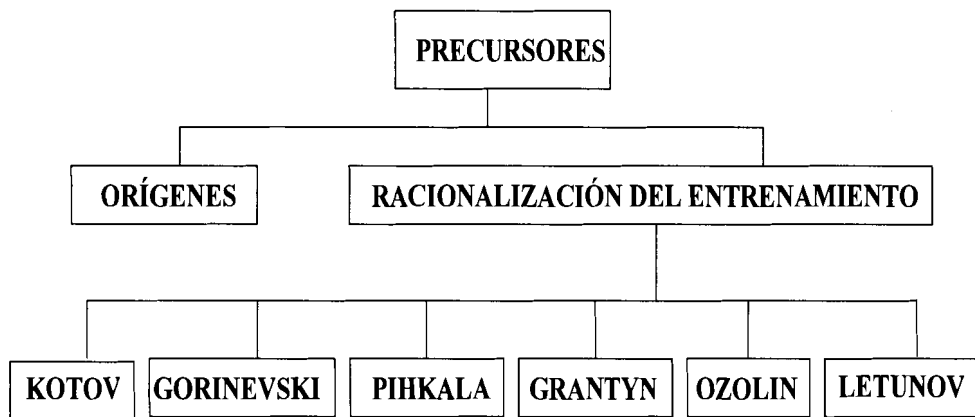 PRECURSORES
ORÍGENES
RACIONALIZACIÓN DEL ENTRENAMIENTO
KOTOV
GORINEVSKI
PIHKALA
GRANTYN
OZOLIN
LETUNOV